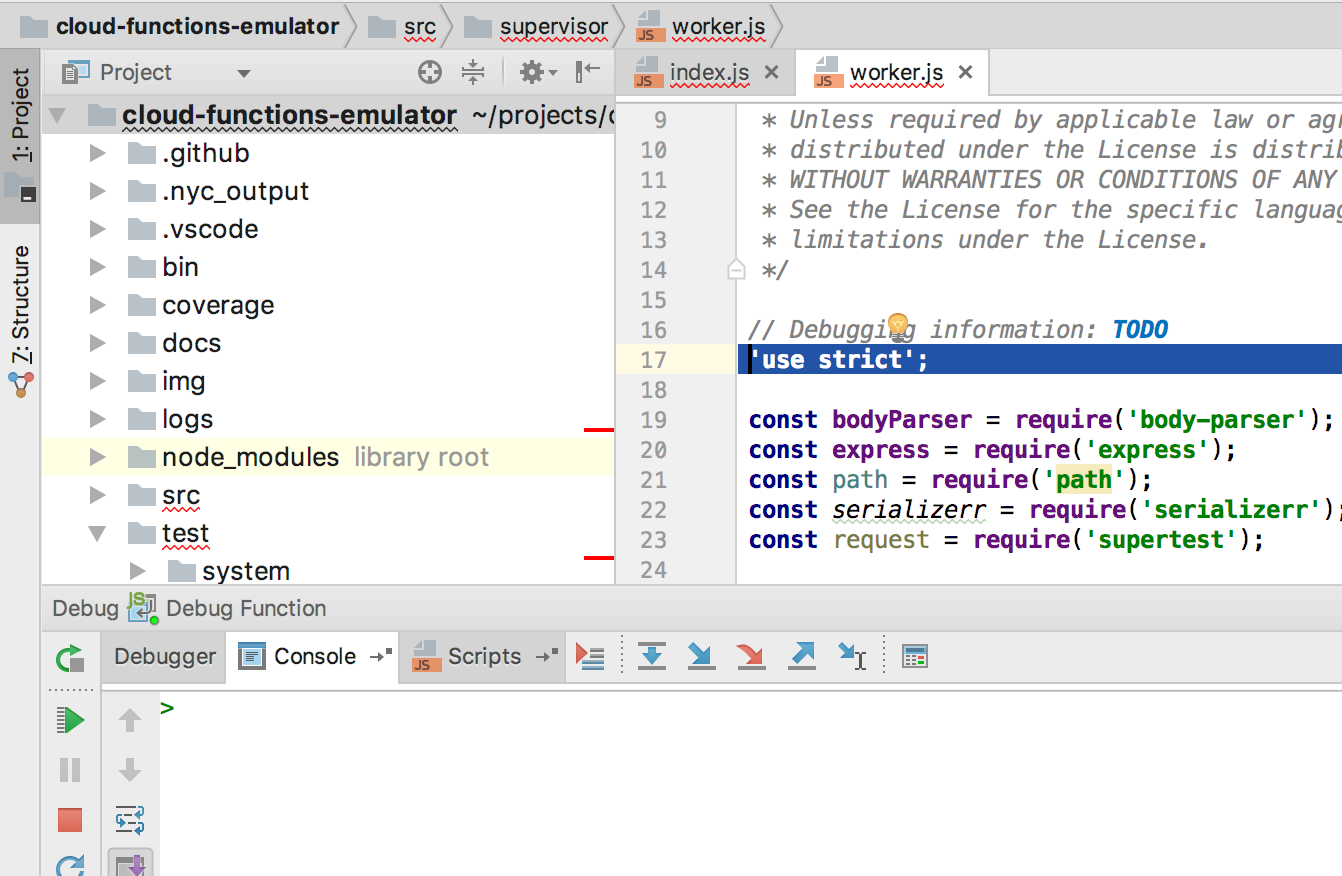 cloud-functions-emulator src supervisor JS worker.js
1: Project
7: Structure
Project
cloud-functions-emulator ~/projects/c
.github
.nyc_output
.vscode
bin
coverage
docs
img
logs
node_modules library root
src
test
system
JS index.js JS worker.js
9 * Unless required by applicable law or agr
10 * distributed under the License is distrib
11 * WITHOUT WARRANTIES OR CONDITIONS OF ANY
12 * See the License for the specific languag
13 * limitations under the License.
14 */
15
16 // Debugging information: TODO
17 'use strict';
18
19 const bodyParser = require('body-parser');
20 const express = require('express');
21 const path = require('path');
22 const serializerr = require('serializerr');
23 const request = require('supertest');
24
Debug JS Debug Function
Debugger Console JS Scripts
>